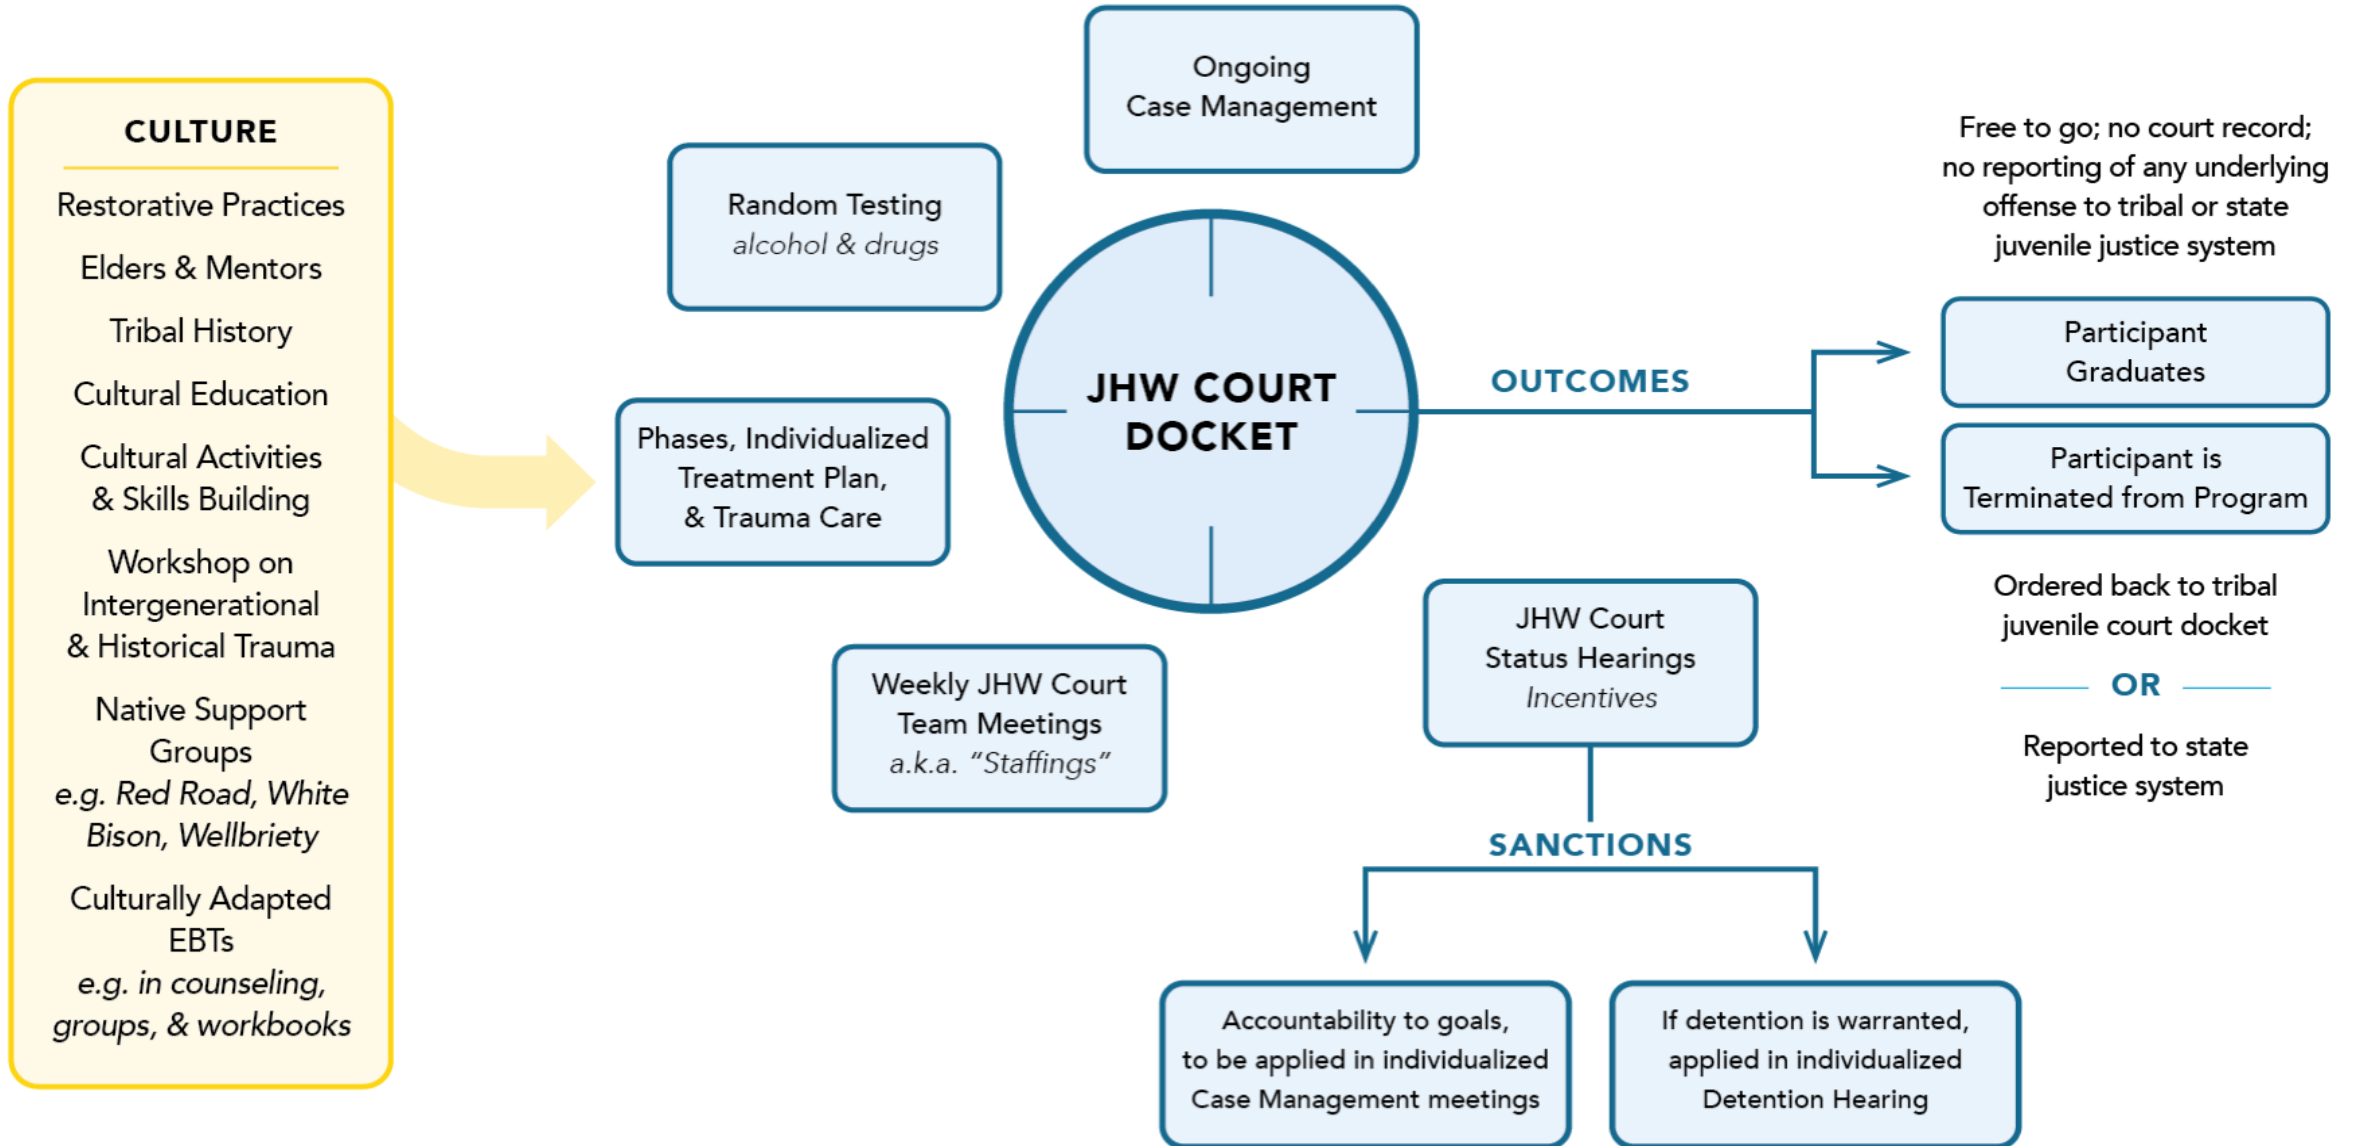 CULTURE
Restorative Practices
Elders & Mentors
Tribal History
Cultural Education
Cultural Activities
& Skills Building
Workshop on
Intergenerational
& Historical Trauma
Native Support
Groups
e.g. Red Road, White
Bison, Wellbriety
Culturally Adapted
EBTs
e.g. in counseling,
groups, & workbooks
Ongoing
Case Management
Random Testing
alcohol & drugs
Phases, Individualized
Treatment Plan,
& Trauma Care
Weekly JHW Court
Team Meetings
a.k.a. “Staffings”
JHW COURT
DOCKET
JHW Court
Status Hearings
Incentives
SANCTIONS
Accountability to goals,
to be applied in individualized
Case Management meetings
If detention is warranted,
applied in individualized
Detention Hearing
OUTCOMES
Free to go; no court record;
no reporting of any underlying
offense to tribal or state
juvenile justice system
Participant
Graduates
Participant is
Terminated from Program
Ordered back to tribal
juvenile court docket
OR
Reported to state
justice system